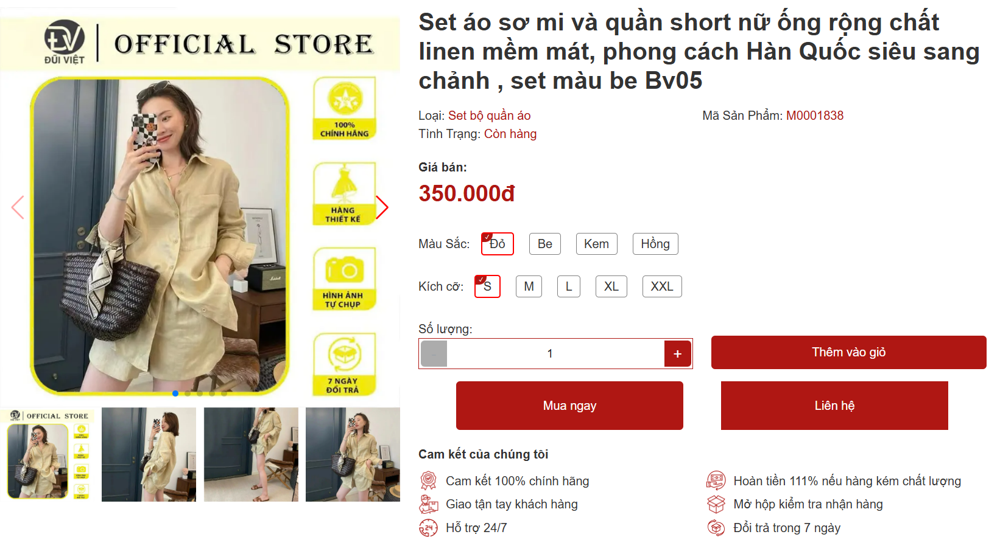 ĐV
ĐŨI VIỆT
OFFICIAL STORE
100%
CHÍNH HÃNG
HÀNG
THIẾT KẾ
HÌNH ẢNH
TỰ CHỤP
7 NGÀY
ĐỔI TRẢ
Marshall
OFFICIAL STORE
Set áo sơ mi và quần short nữ ống rộng chất
linen mềm mát, phong cách Hàn Quốc siêu sang
chảnh , set màu be Bv05
Loại: Set bộ quần áo
Mã Sản Phẩm: M0001838
Tình Trạng: Còn hàng
Giá bán:
350.000đ
Màu Sắc: Đỏ Be Kem Hồng
Kích cỡ: S M L XL XXL
Số lượng:
- 1 +
Thêm vào giỏ
Mua ngay
Liên hệ
Cam kết của chúng tôi
Cam kết 100% chính hãng
Hoàn tiền 111% nếu hàng kém chất lượng
Giao tận tay khách hàng
Mở hộp kiểm tra nhận hàng
24
Hỗ trợ 24/7
Đổi trả trong 7 ngày